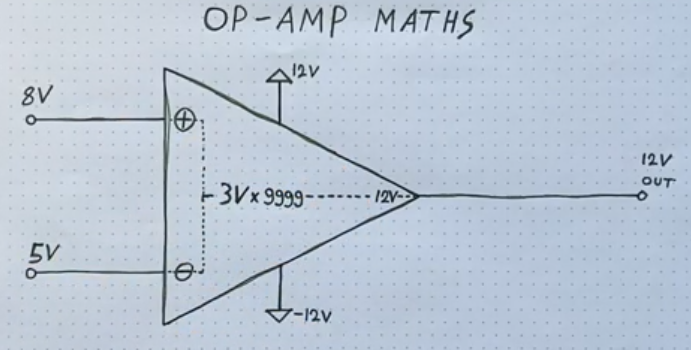 OP-AMP MATHS
12V
8V
+
3V x 9999
12V
12V
OUT
5V
-
-12V